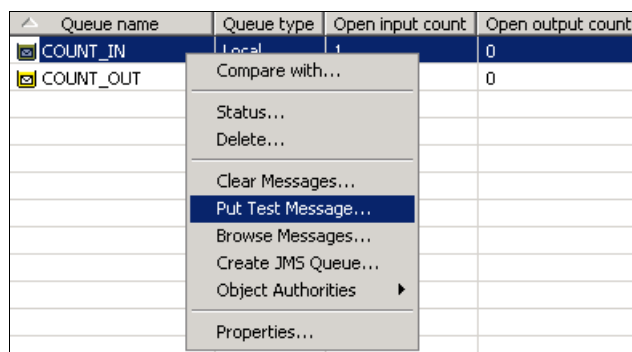 Queue name Queue type Open input count Open output count
COUNT_IN Local 1 0
COUNT_OUT 0
Compare with...
Status...
Delete...
Clear Messages...
Put Test Message...
Browse Messages...
Create JMS Queue...
Object Authorities
Properties...